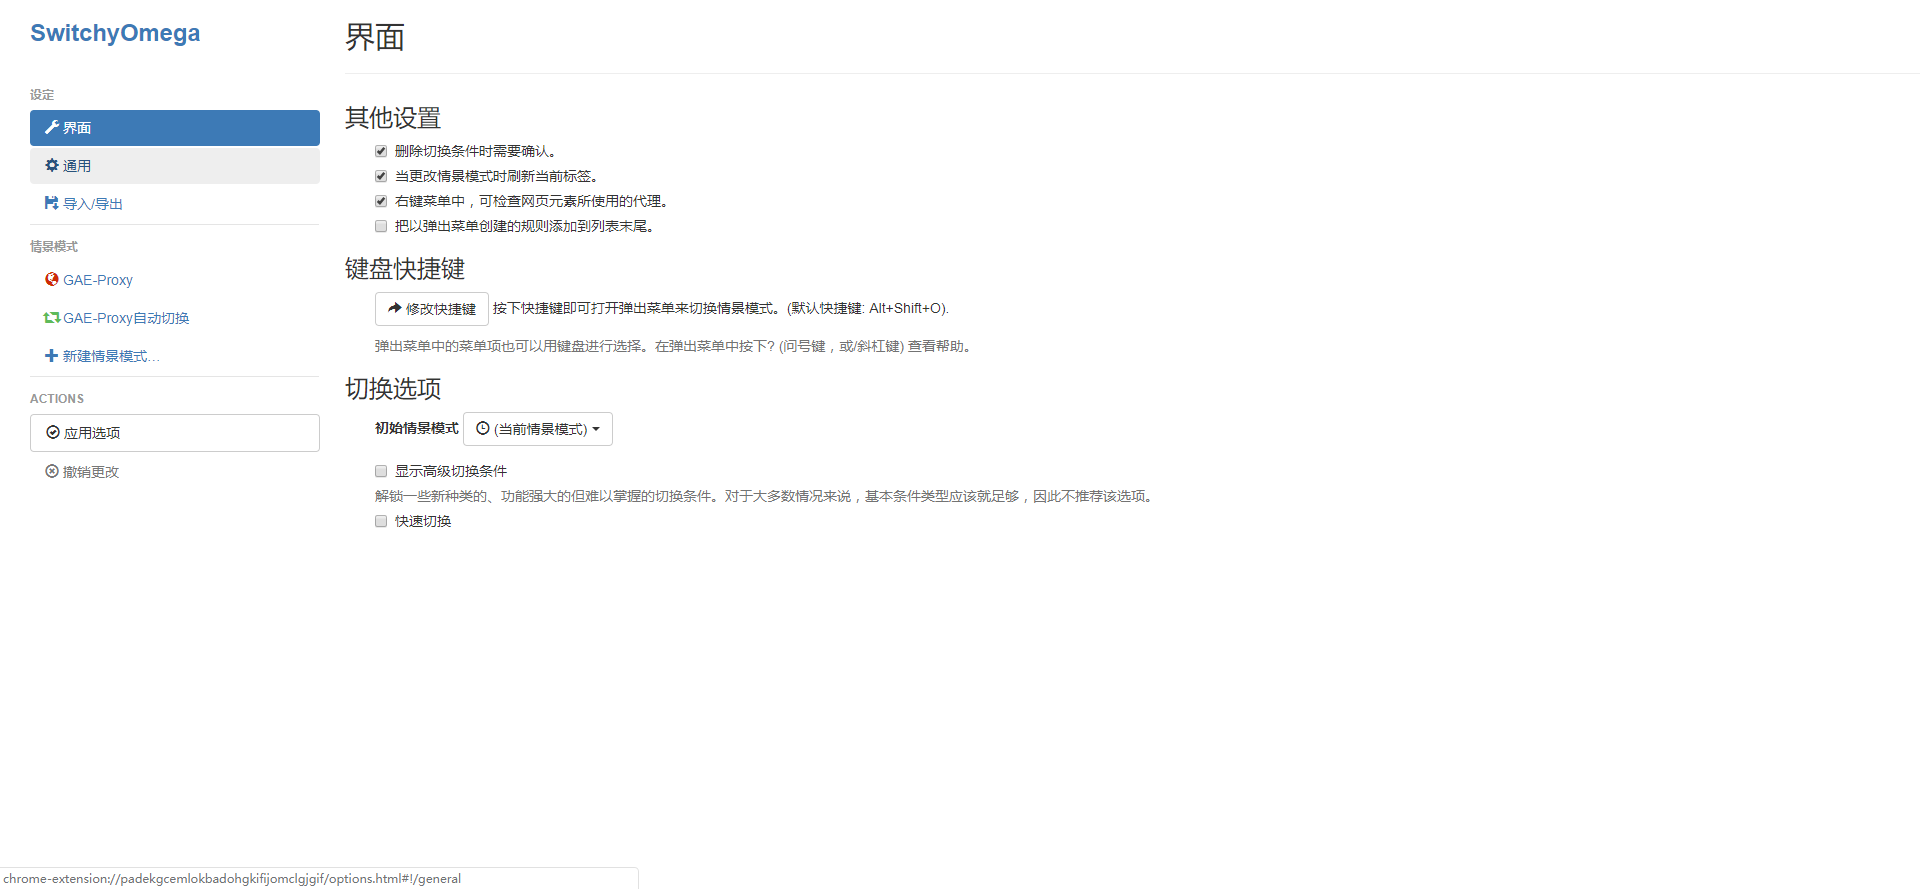 SwitchyOmega
设定
界面
通用
导入/导出
情景模式
GAE-Proxy
GAE-Proxy自动切换
新建情景模式…
ACTIONS
应用选项
撤销更改
界面
其他设置
删除切换条件时需要确认。
当更改情景模式时刷新当前标签。
右键菜单中，可检查网页元素所使用的代理。
把以弹出菜单创建的规则添加到列表末尾。
键盘快捷键
修改快捷键 按下快捷键即可打开弹出菜单来切换情景模式。(默认快捷键: Alt+Shift+O).
弹出菜单中的菜单项也可以用键盘进行选择。在弹出菜单中按下? (问号键，或/斜杠键) 查看帮助。
切换选项
初始情景模式 (当前情景模式)
显示高级切换条件
解锁一些新种类的、功能强大的但难以掌握的切换条件。对于大多数情况来说，基本条件类型应该就足够，因此不推荐该选项。
快速切换
chrome-extension://padekgcemlokbadohgkifijomclgjgif/options.html#!/general